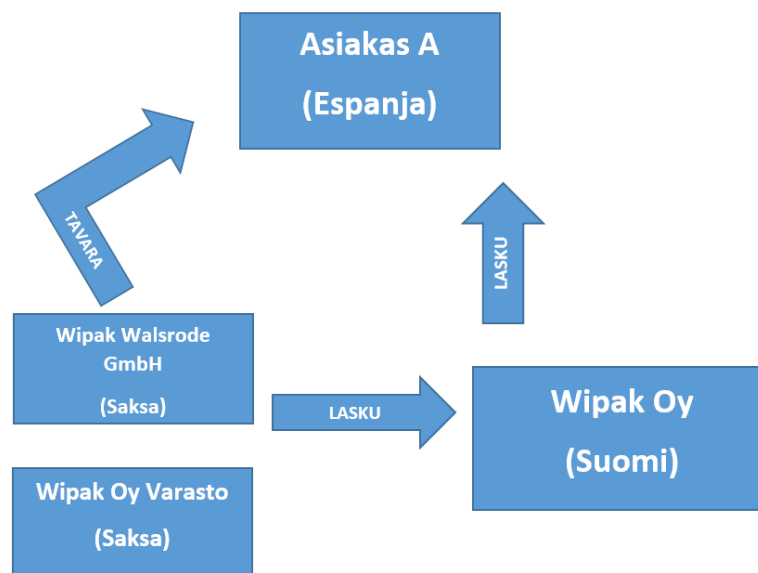 Asiakas A
(Espanja)
TAVARA
LASKU
Wipak Walsrode
GmbH
(Saksa)
LASKU
Wipak Oy
(Suomi)
Wipak Oy Varasto
(Saksa)